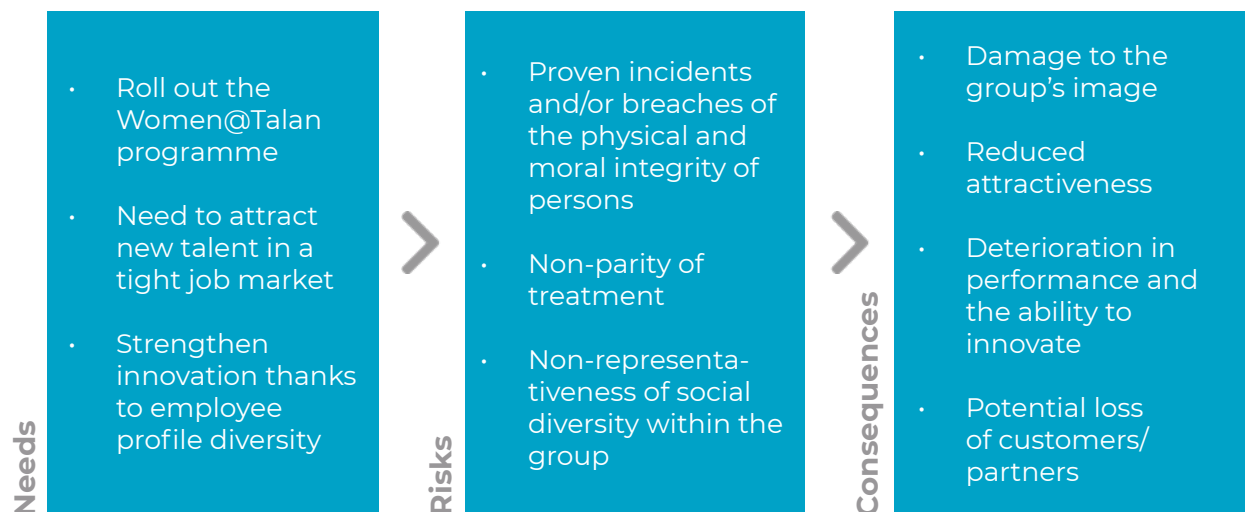 Needs
• Roll out the
Women@Talan
programme
• Need to attract
new talent in a
tight job market
• Strengthen
innovation thanks
to employee
profile diversity
Risks
• Proven incidents
and/or breaches of
the physical and
moral integrity of
persons
• Non-parity of
treatment
• Non-representa-
tiveness of social
diversity within the
group
Consequences
• Damage to the
group’s image
• Reduced
attractiveness
• Deterioration in
performance and
the ability to
innovate
• Potential loss
of customers/
partners